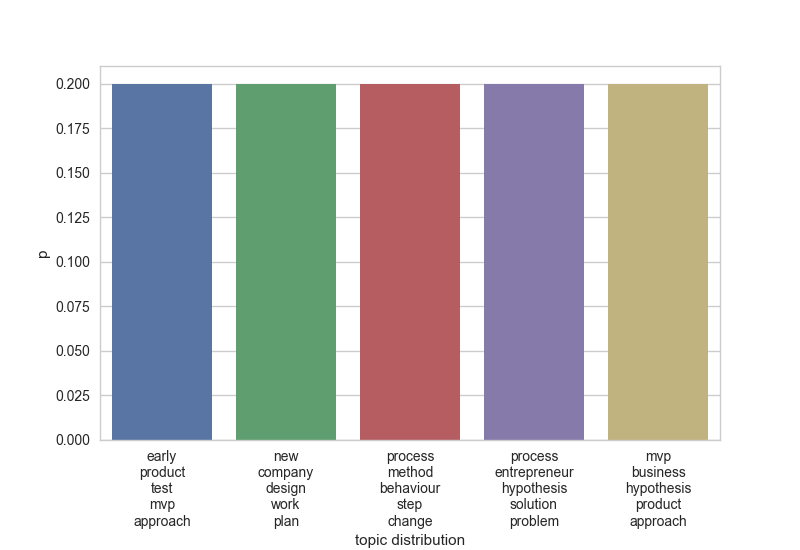 0.200
0.175
0.150
0.125
0.100
0.075
0.050
0.025
0.000
p
early
product
test
mvp
approach
new
company
design
work
plan
process
method
behaviour
step
change
process
entrepreneur
hypothesis
solution
problem
mvp
business
hypothesis
product
approach
topic distribution